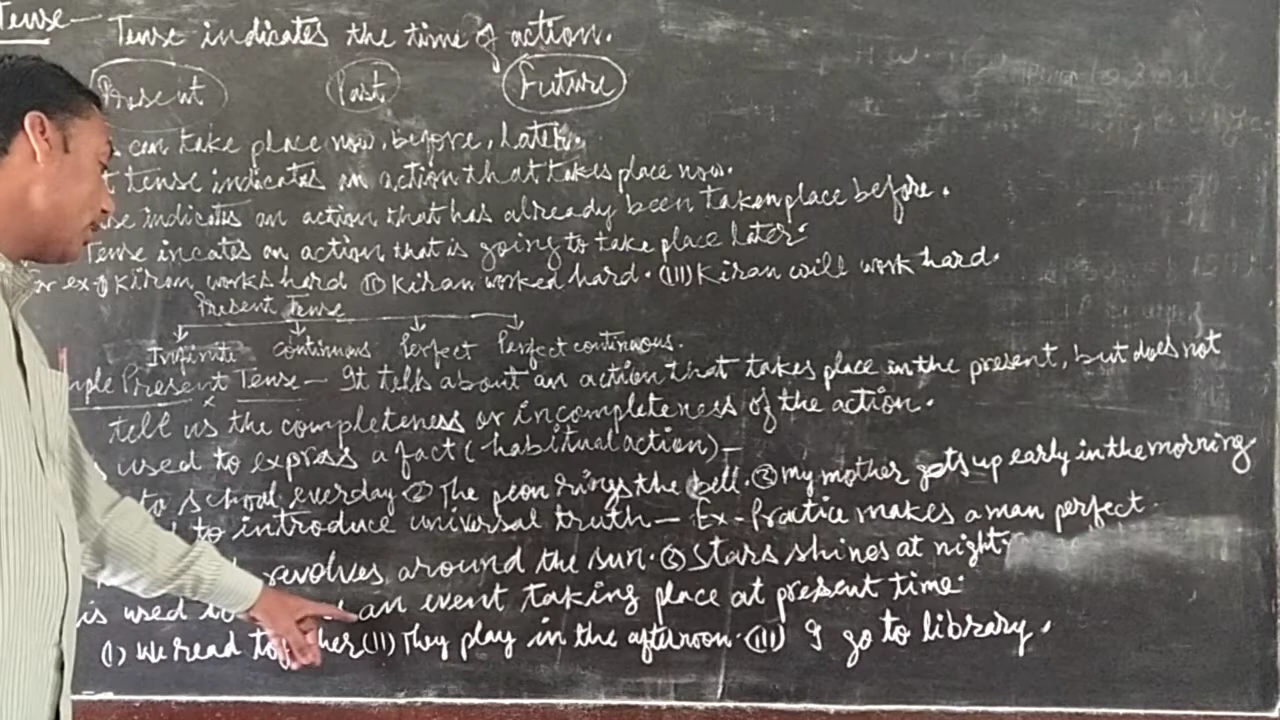 Tense - Tense indicates the time of action.
Present Past Future
can take place now, before, later.
t tense indicates an action that takes place now.
se indicates an action that has already been taken place before.
Tense incates an action that is going to take place later.
ex-(I) Kiran works hard (II) Kiran worked hard. (III) Kiran will work hard.
Present Tense
Infinite continuous Perfect Perfect continuous.
mple Present Tense - It tells about an action that takes place in the present, but does not
tell us the completeness or incompleteness of the action.
s used to express a fact (habitual action) -
to school everyday (2) The peon rings the bell. (3) My mother gets up early in the morning.
to introduce universal truth - Ex - Practice makes a man perfect.
revolves around the sun. (3) Stars shines at night.
is used to an event taking place at present time.
(I) We read together (II) They play in the afternoon. (III) I go to library.